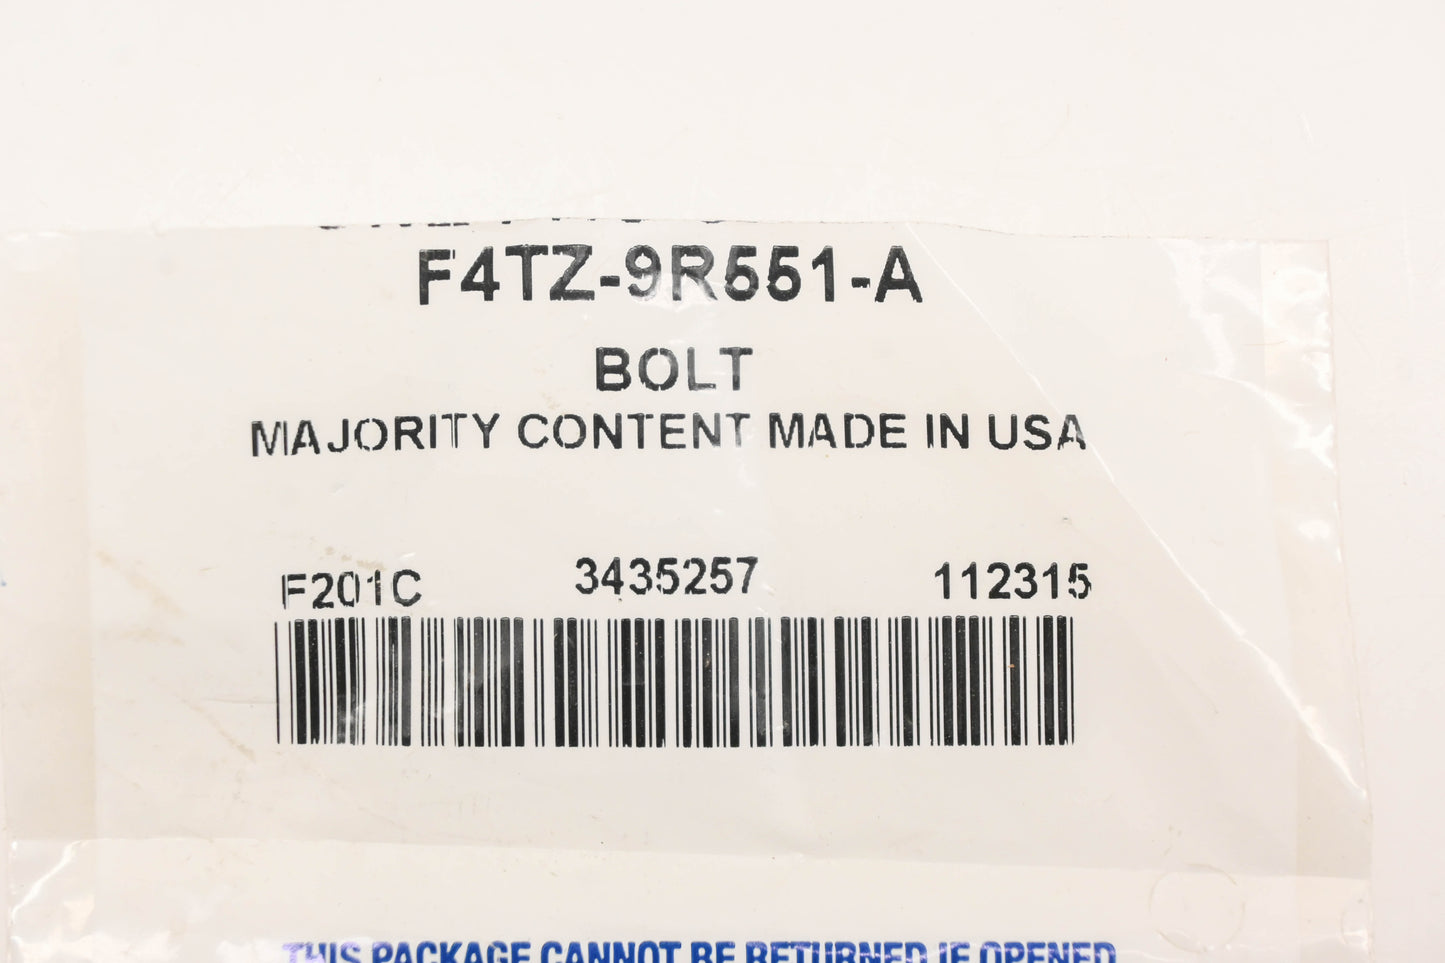 F4TZ-9R551-A
BOLT
MAJORITY CONTENT MADE IN USA
F201C 3435257 112315
THIS PACKAGE CANNOT BE RETURNED IF OPENED